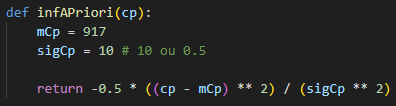 def infAPriori(cp):
    mCp = 917
    sigCp = 10 # 10 ou 0.5
    return -0.5 * ((cp - mCp) ** 2) / (sigCp ** 2)